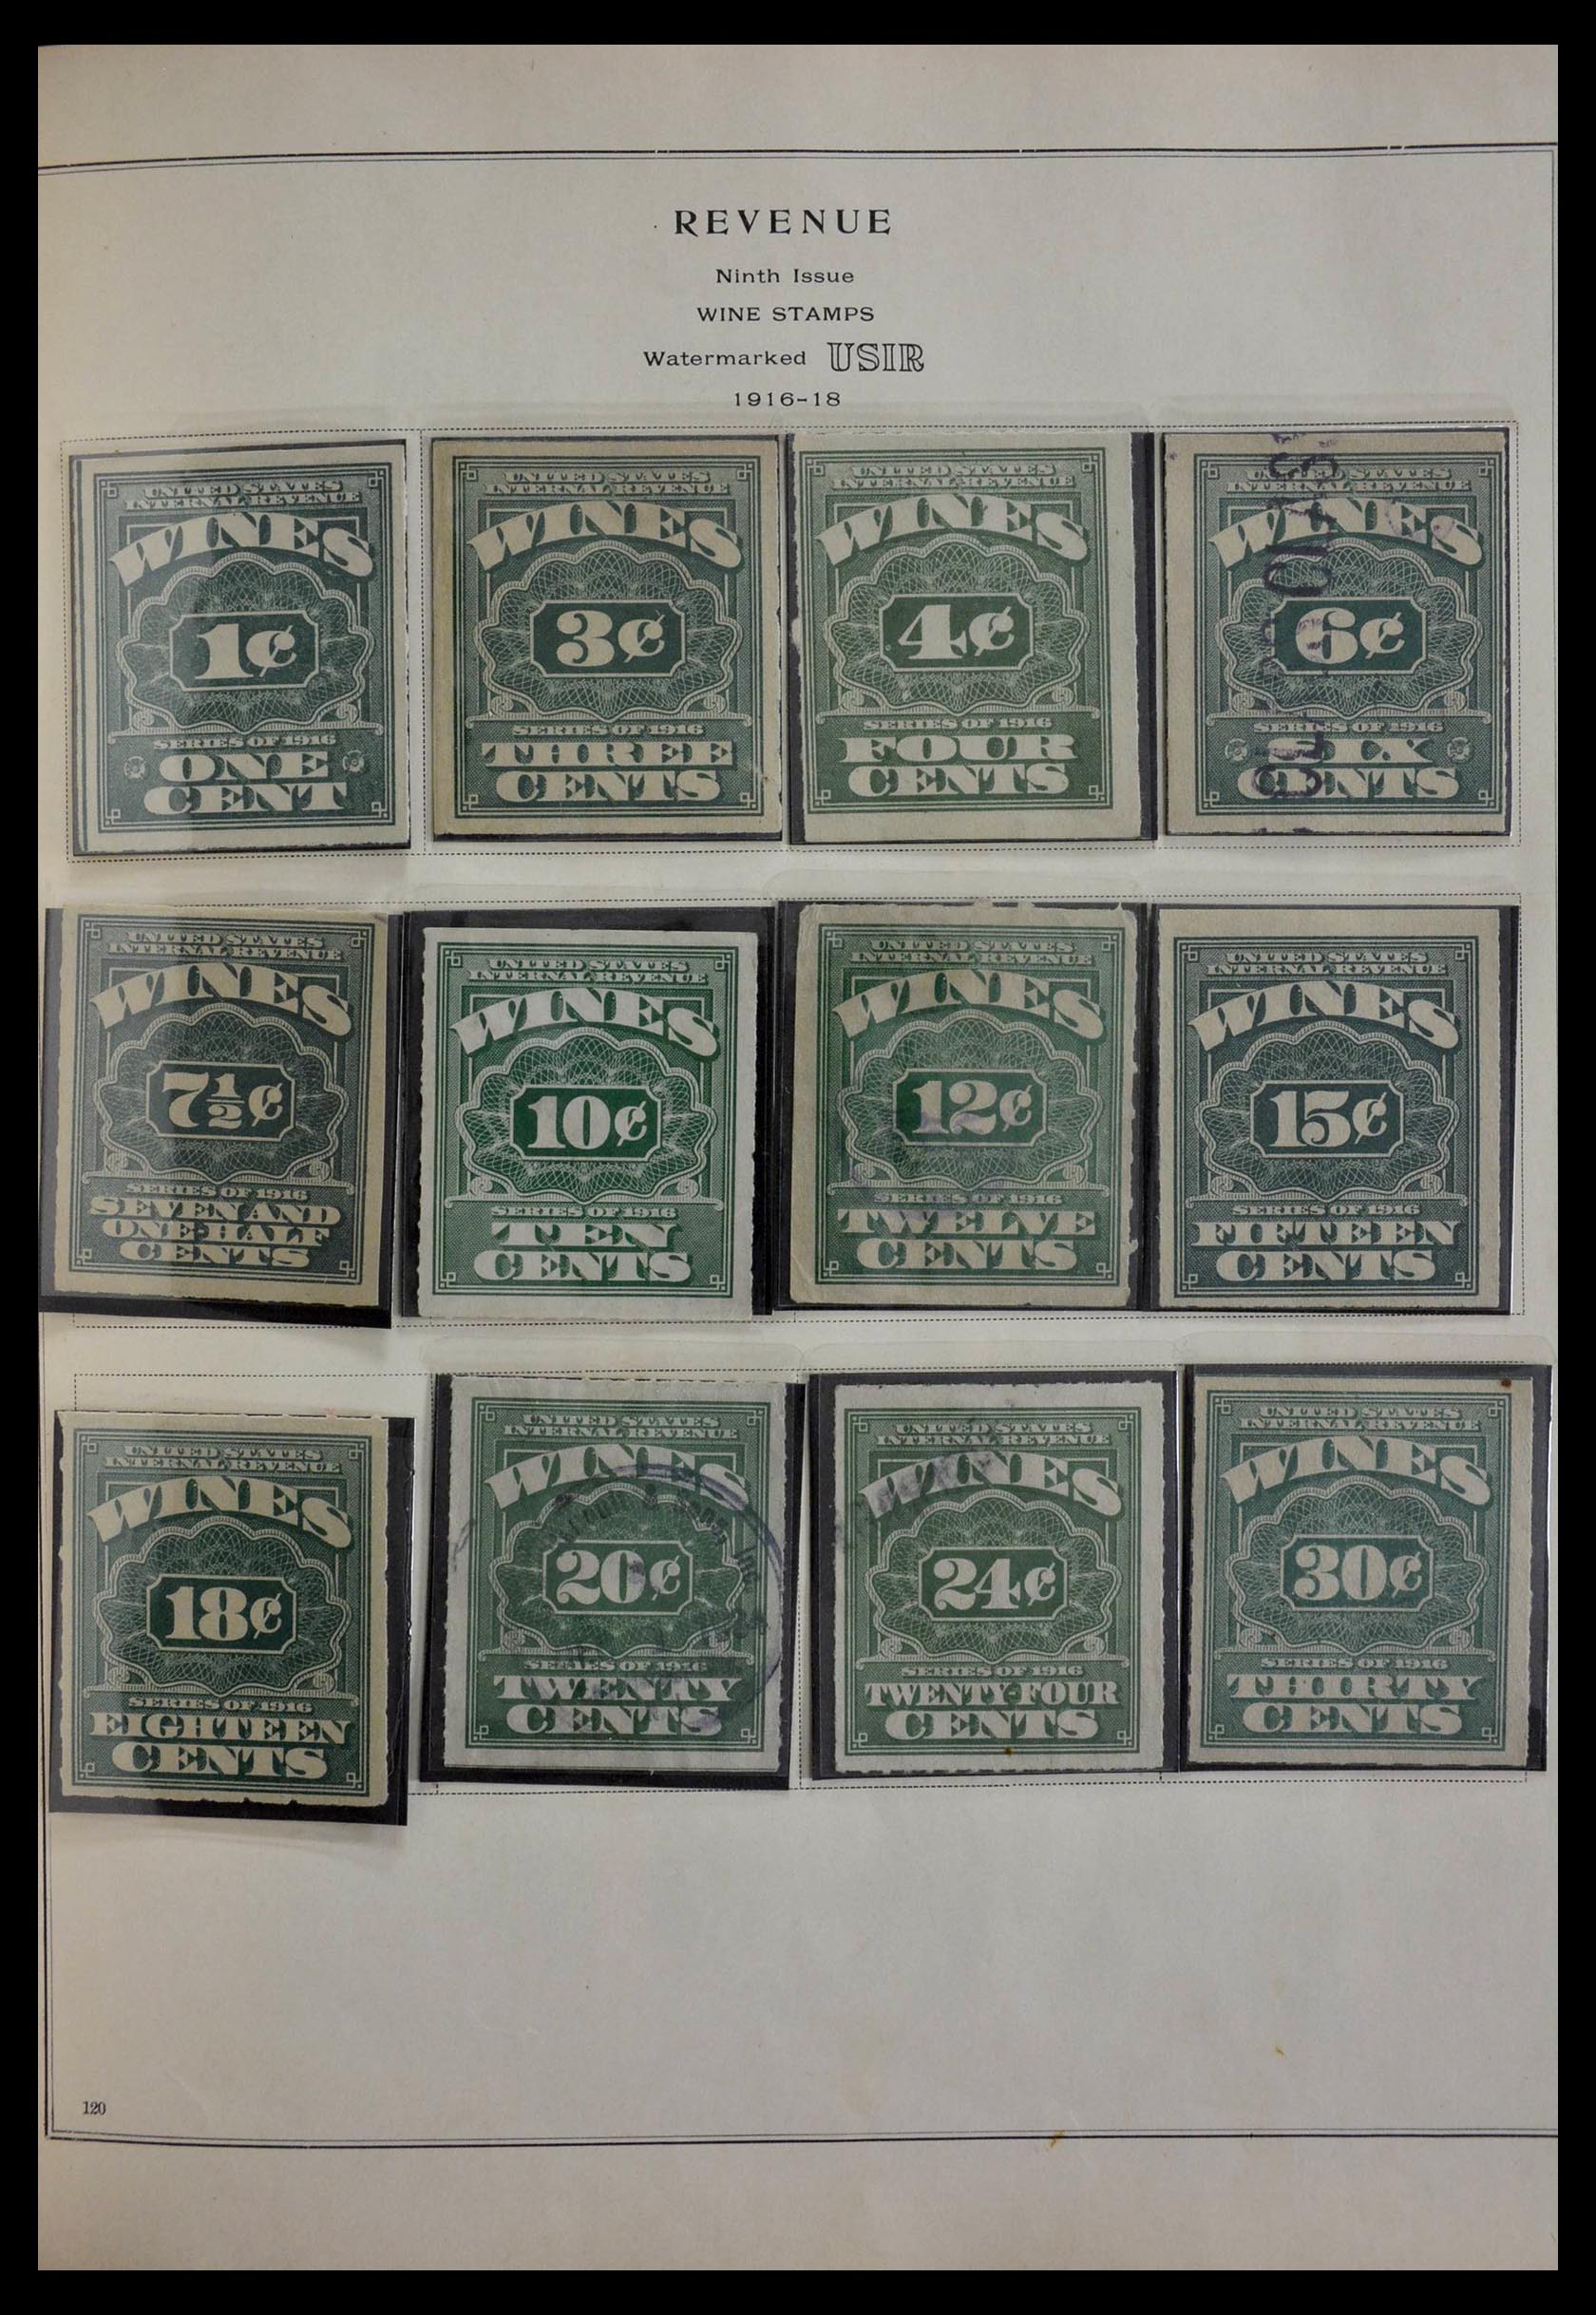 REVENUE
Ninth Issue
WINE STAMPS
Watermarked USIR
1916-18
UNITED STATES
INTERNAL REVENUE
WINES
1¢
SERIES OF 1916
ONE
CENT
UNITED STATES
INTERNAL REVENUE
WINES
3¢
SERIES OF 1916
THREE
CENTS
UNITED STATES
INTERNAL REVENUE
WINES
4¢
SERIES OF 1916
FOUR
CENTS
UNITED STATES
INTERNAL REVENUE
WINES
6¢
SERIES OF 1916
SIX
CENTS
UNITED STATES
INTERNAL REVENUE
WINES
7½¢
SERIES OF 1916
SEVEN AND
ONE-HALF
CENTS
UNITED STATES
INTERNAL REVENUE
WINES
10¢
SERIES OF 1916
TEN
CENTS
UNITED STATES
INTERNAL REVENUE
WINES
12¢
SERIES OF 1916
TWELVE
CENTS
UNITED STATES
INTERNAL REVENUE
WINES
15¢
SERIES OF 1916
FIFTEEN
CENTS
UNITED STATES
INTERNAL REVENUE
WINES
18¢
SERIES OF 1916
EIGHTEEN
CENTS
UNITED STATES
INTERNAL REVENUE
WINES
20¢
SERIES OF 1916
TWENTY
CENTS
UNITED STATES
INTERNAL REVENUE
WINES
24¢
SERIES OF 1916
TWENTY-FOUR
CENTS
UNITED STATES
INTERNAL REVENUE
WINES
30¢
SERIES OF 1916
THIRTY
CENTS
120